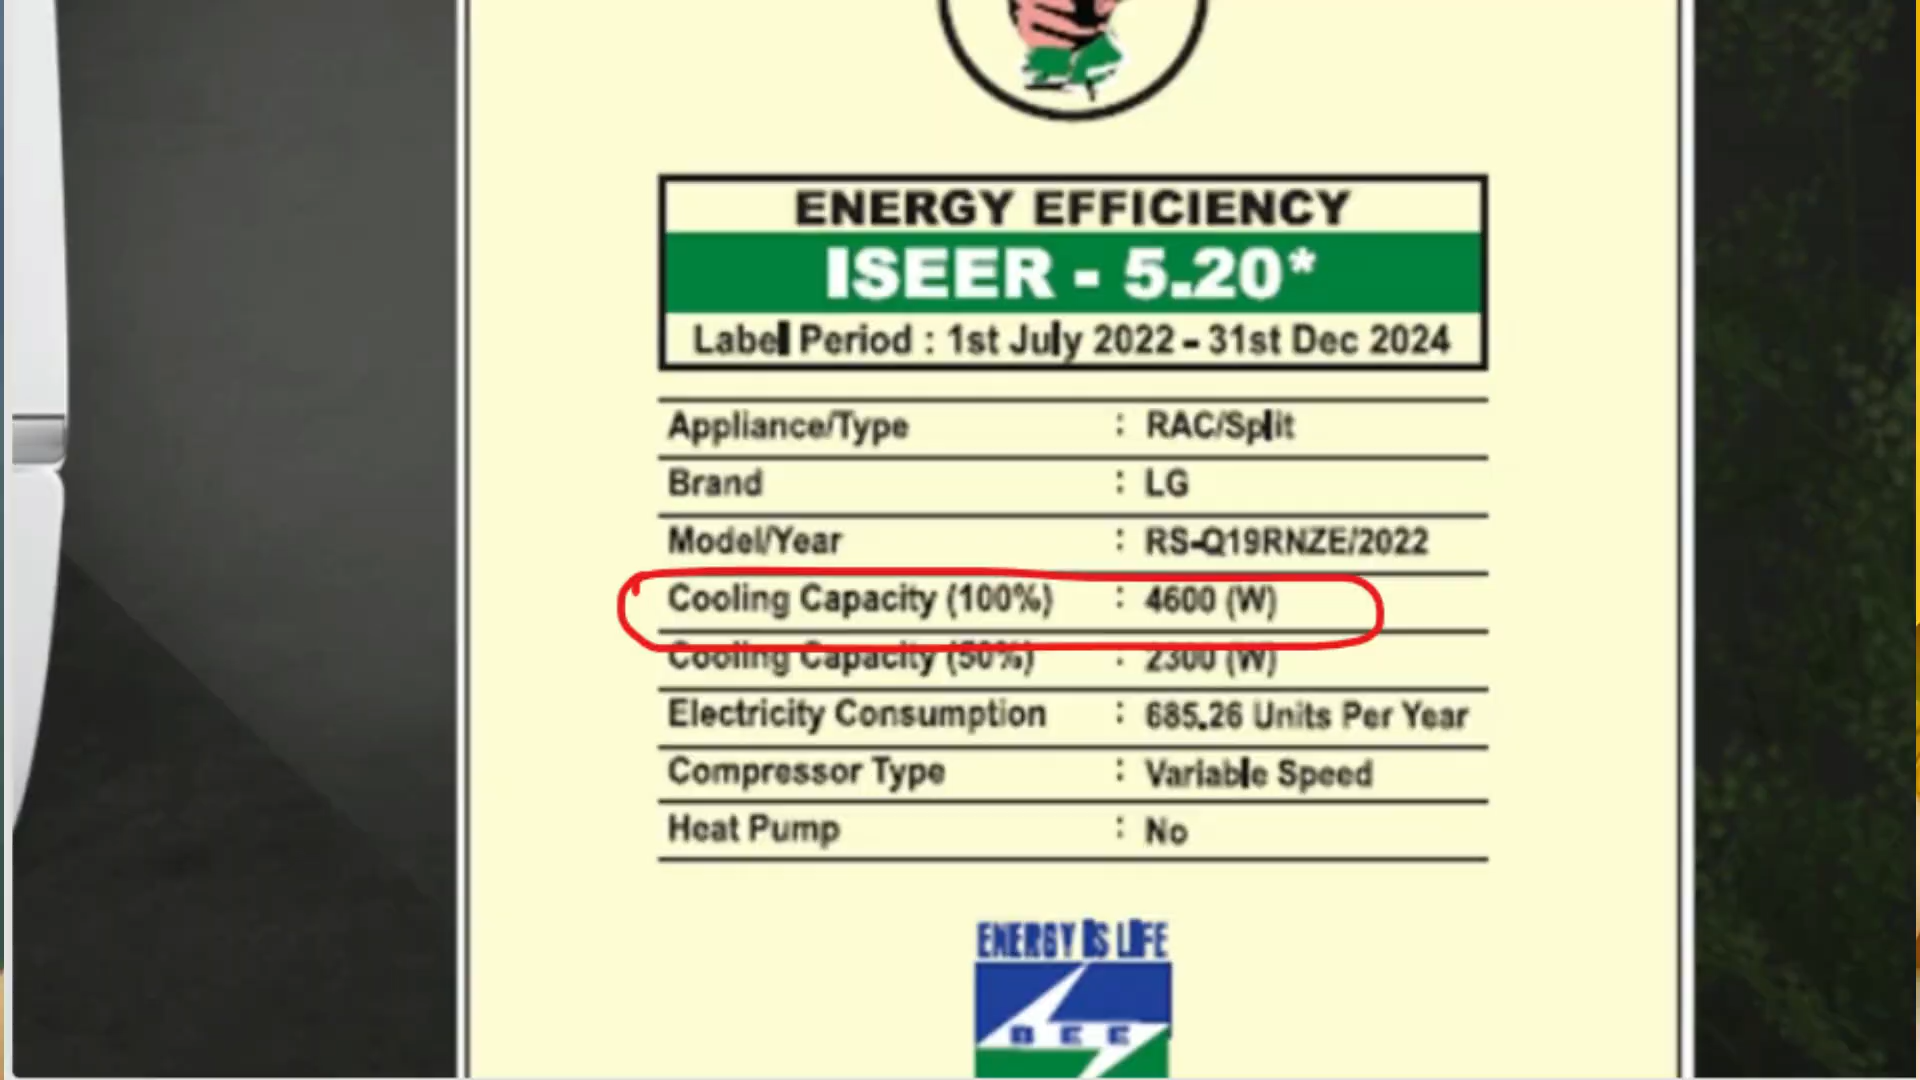 ENERGY EFFICIENCY
ISEER - 5.20*
Label Period : 1st July 2022 - 31st Dec 2024
Appliance/Type : RAC/Split
Brand : LG
Model/Year : RS-Q19RNZE/2022
Cooling Capacity (100%) : 4600 (W)
Cooling Capacity (50%) : 2300 (W)
Electricity Consumption : 685.26 Units Per Year
Compressor Type : Variable Speed
Heat Pump : No
ENERGY IS LIFE
BEE